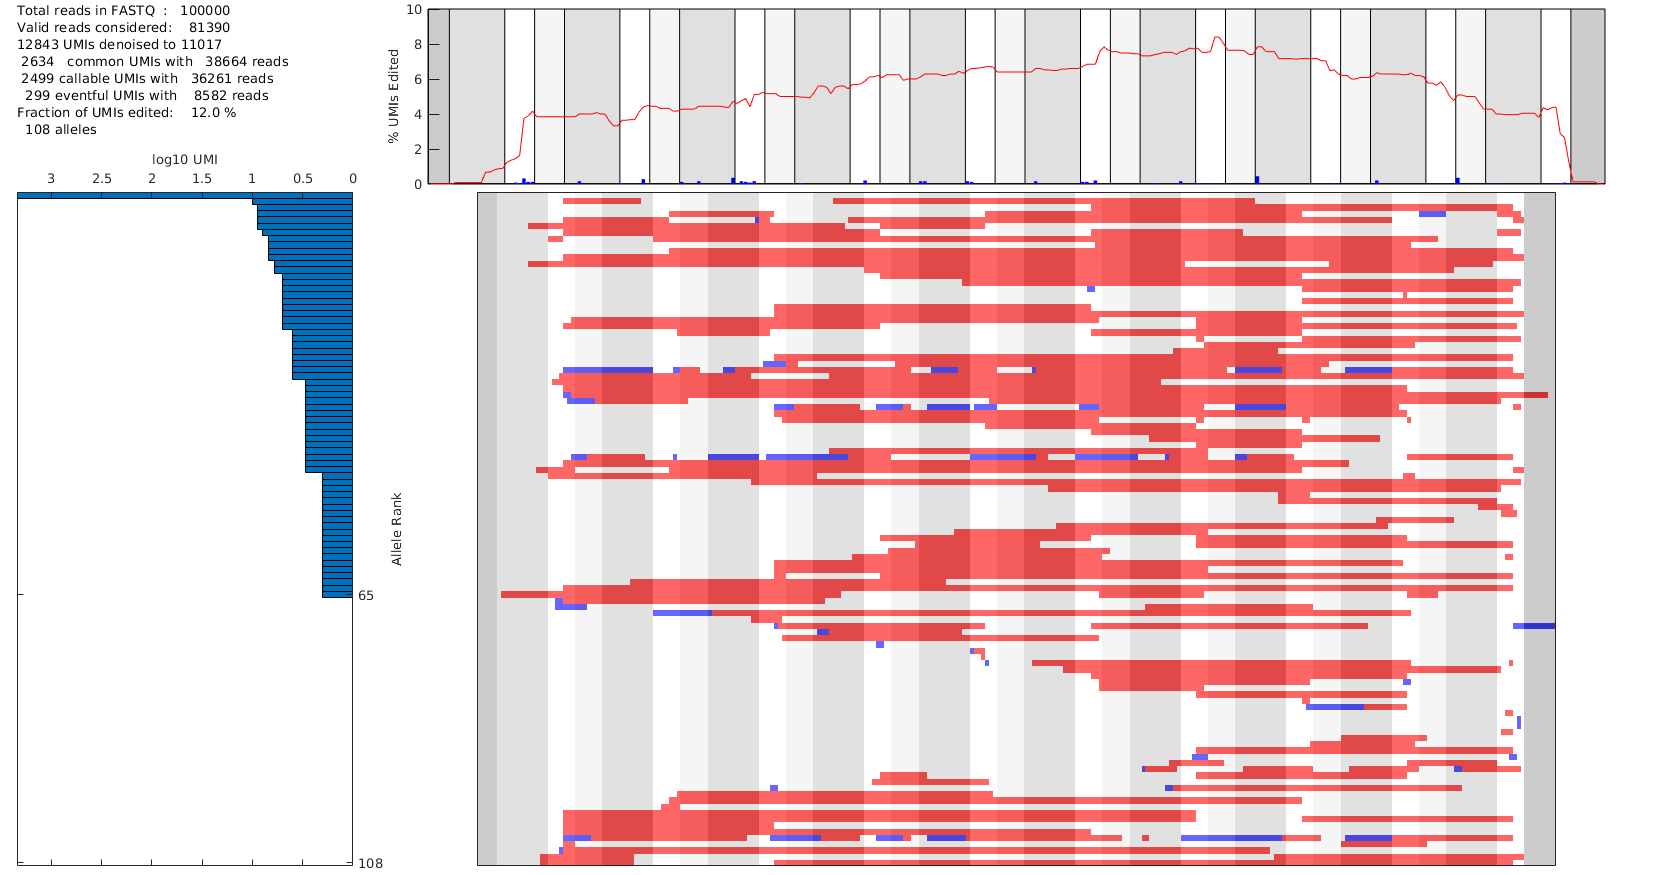 Total reads in FASTQ : 100000
Valid reads considered: 81390
12843 UMIs denoised to 11017
2634 common UMIs with 38664 reads
2499 callable UMIs with 36261 reads
299 eventful UMIs with 8582 reads
Fraction of UMIs edited: 12.0 %
108 alleles
10
8
6
4
2
0
% UMIs Edited
log10 UMI
3 2.5 2 1.5 1 0.5 0
Allele Rank
65
108